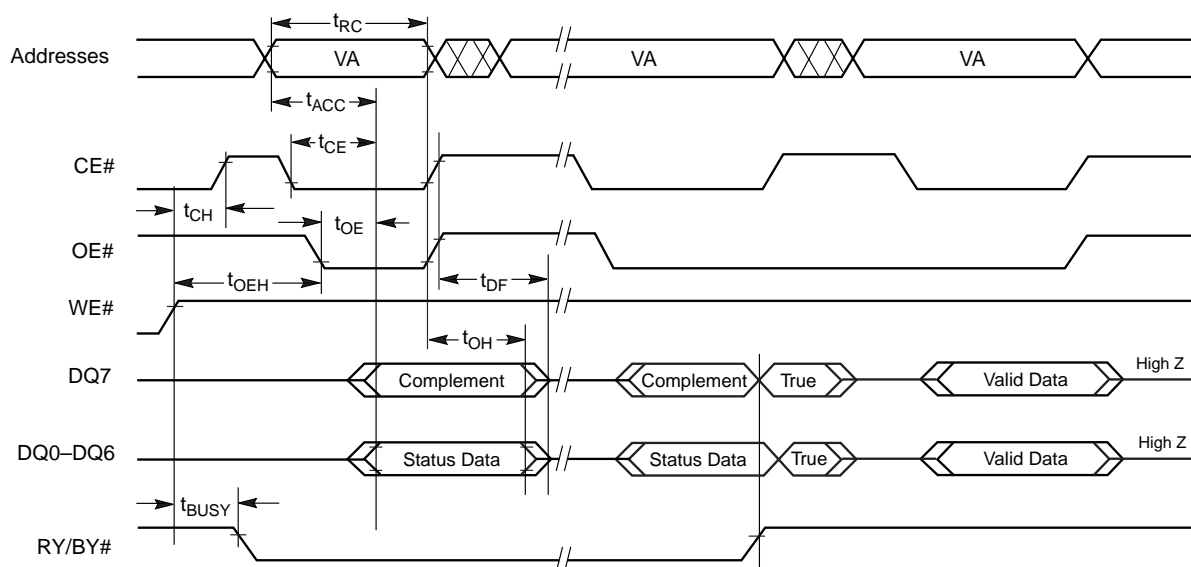 tRC
Addresses VA VA VA
tACC
tCE
CE#
tCH tOE
OE#
tOEH tDF
WE#
tOH
DQ7 Complement Complement True Valid Data High Z
DQ0–DQ6 Status Data Status Data True Valid Data High Z
tBUSY
RY/BY#